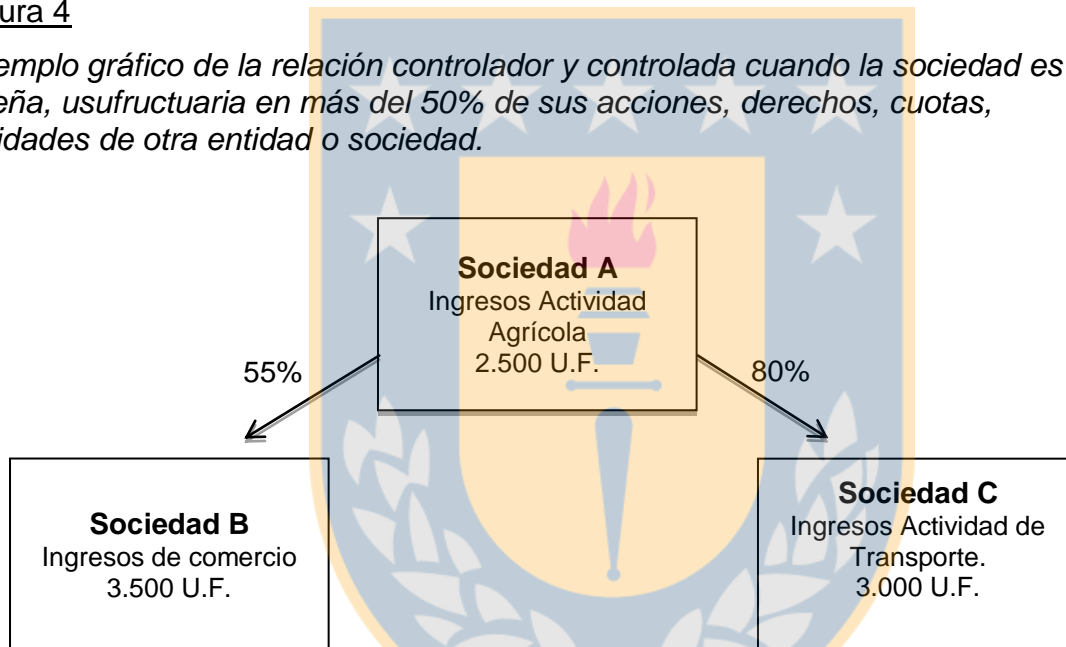 ura 4
emplo gráfico de la relación controlador y controlada cuando la sociedad es
eña, usufructuaria en más del 50% de sus acciones, derechos, cuotas,
idades de otra entidad o sociedad.
Sociedad A
Ingresos Actividad
Agrícola
2.500 U.F.
55%
80%
Sociedad B
Ingresos de comercio
3.500 U.F.
Sociedad C
Ingresos Actividad de
Transporte.
3.000 U.F.